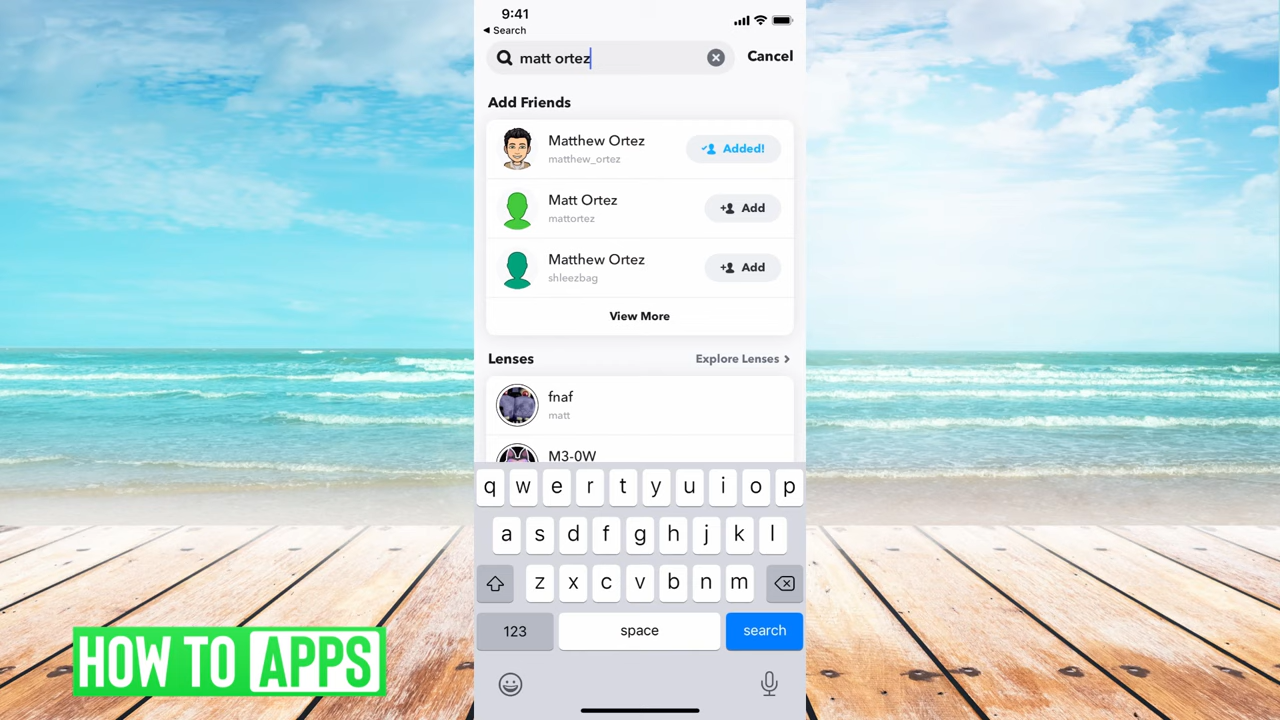 9:41
Search
matt ortez
Cancel
Add Friends
Matthew Ortez
matthew_ortez
Added!
Matt Ortez
mattortez
Add
Matthew Ortez
shleezbag
Add
View More
Lenses
Explore Lenses
fnaf
matt
M3-0W
q w e r t y u i o p
a s d f g h j k l
z x c v b n m
123
space
search
HOW TO APPS